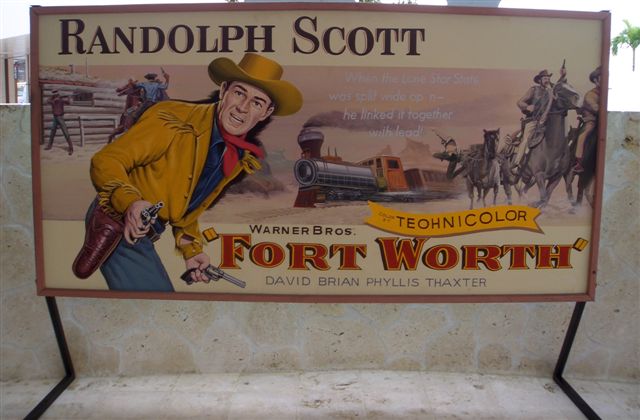 RANDOLPH SCOTT
When the Lone Star State
was split wide open—
he linked it together
with lead!
COLOR BY TECHNICOLOR
WARNER BROS.
"FORT WORTH"
DAVID BRIAN PHYLLIS THAXTER